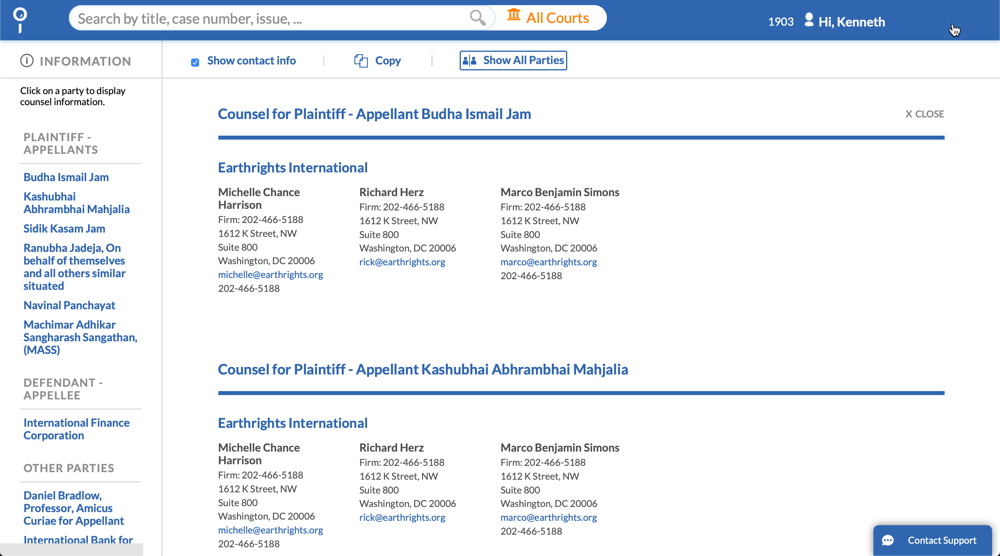 Search by title, case number, issue, ...
All Courts
1903
Hi, Kenneth
INFORMATION
Show contact info
Copy
Show All Parties
Click on a party to display
counsel information.
PLAINTIFF -
APPELLANTS
Budha Ismail Jam
Kashubhai
Abhrambhai Mahjalia
Sidik Kasam Jam
Ranubha Jadeja, On
behalf of themselves
and all others similar
situated
Navinal Panchayat
Machimar Adhikar
Sangharash Sangathan,
(MASS)
DEFENDANT -
APPELLEE
International Finance
Corporation
OTHER PARTIES
Daniel Bradlow,
Professor, Amicus
Curiae for Appellant
International Bank for
Counsel for Plaintiff - Appellant Budha Ismail Jam
X CLOSE
Earthrights International
Michelle Chance
Harrison
Firm: 202-466-5188
1612 K Street, NW
Suite 800
Washington, DC 20006
michelle@earthrights.org
202-466-5188
Richard Herz
Firm: 202-466-5188
1612 K Street, NW
Suite 800
Washington, DC 20006
rick@earthrights.org
Marco Benjamin Simons
Firm: 202-466-5188
1612 K Street, NW
Suite 800
Washington, DC 20006
marco@earthrights.org
202-466-5188
Counsel for Plaintiff - Appellant Kashubhai Abhrambhai Mahjalia
Earthrights International
Michelle Chance
Harrison
Firm: 202-466-5188
1612 K Street, NW
Suite 800
Washington, DC 20006
michelle@earthrights.org
202-466-5188
Richard Herz
Firm: 202-466-5188
1612 K Street, NW
Suite 800
Washington, DC 20006
rick@earthrights.org
Marco Benjamin Simons
Firm: 202-466-5188
1612 K Street, NW
Suite 800
Washington, DC 20006
marco@earthrights.org
202-466-5188
Contact Support